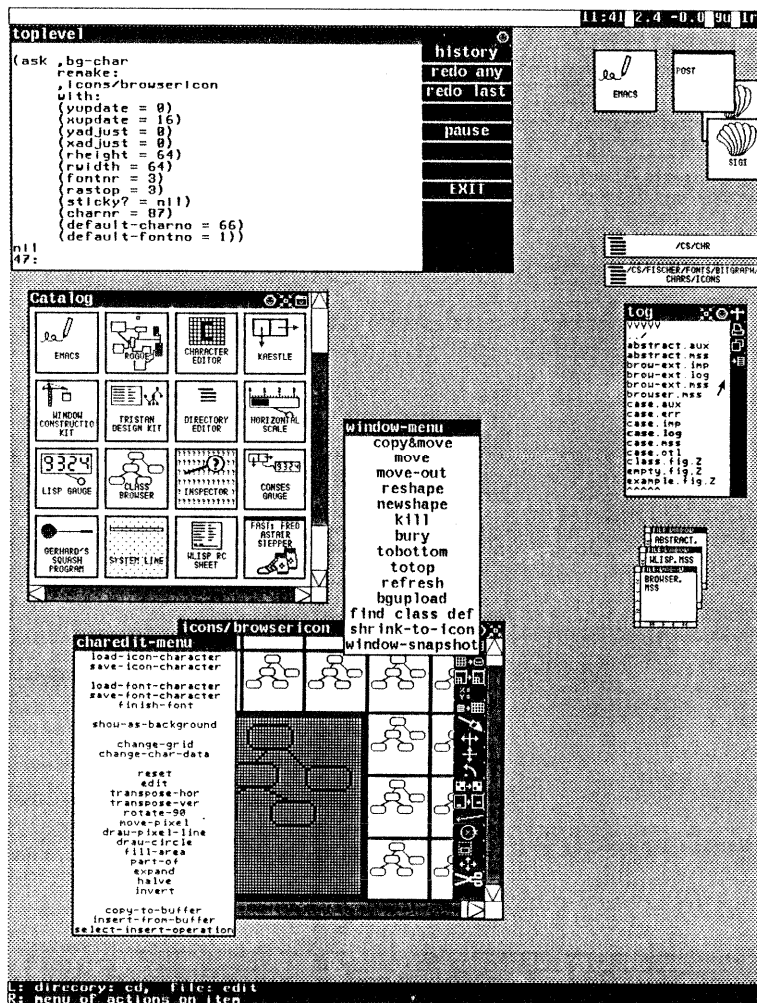 11:41 2.4 -0.0 9u 1r
toplevel
(ask ,bg-char
remake:
,icons/browsericon
with:
(yupdate = 0)
(xupdate = 16)
(yadjust = 0)
(xadjust = 0)
(rheight = 64)
(rwidth = 64)
(fontnr = 3)
(rastop = 3)
(sticky? = nil)
(charnr = 87)
(default-charno = 66)
(default-fontno = 1))
nil
47:
history
redo any
redo last
pause
EXIT
EMACS
POST
SIGI
/CS/CHR
/CS/FISCHER/FONTS/BITGRAPH/
CHARS/ICONS
Catalog
EMACS
ROGUE
CHARACTER
EDITOR
KAESTLE
WINDOW
CONSTRUCTIO
KIT
TRISTAN
DESIGN KIT
DIRECTORY
EDITOR
HORIZONTAL
SCALE
9324
LISP GAUGE
CLASS
BROWSER
INSPECTOR
9324
CONSES
GAUGE
GERHARD'S
SQUASH
PROGRAM
SYSTEM LINE
WLISP RC
SHEET
FAST: FRED
ASTAIR
STEPPER
tog
VVVVV
../
abstract.aux
abstract.mss
brow-ext.imp
brow-ext.log
brow-ext.mss
browser.mss
case.aux
case.err
case.imp
case.log
case.mss
case.otl
class.fig.Z
empty.fig.Z
example.fig.Z
^^^^^
window-menu
copy&move
move
move-out
reshape
newshape
kill
bury
tobottom
totop
refresh
bgupload
find class def
shrink-to-icon
window-snapshot
ABSTRACT.
WLISP.MSS
BROWSER.
MSS
icons/browsericon
charedit-menu
load-icon-character
save-icon-character
load-font-character
save-font-character
finish-font
show-as-background
change-grid
change-char-data
reset
edit
transpose-hor
transpose-ver
rotate-90
move-pixel
draw-pixel-line
draw-circle
fill-area
part-of
expand
halve
invert
copy-to-buffer
insert-from-buffer
select-insert-operation
L: direcory: cd, file: edit
R: menu of actions on item